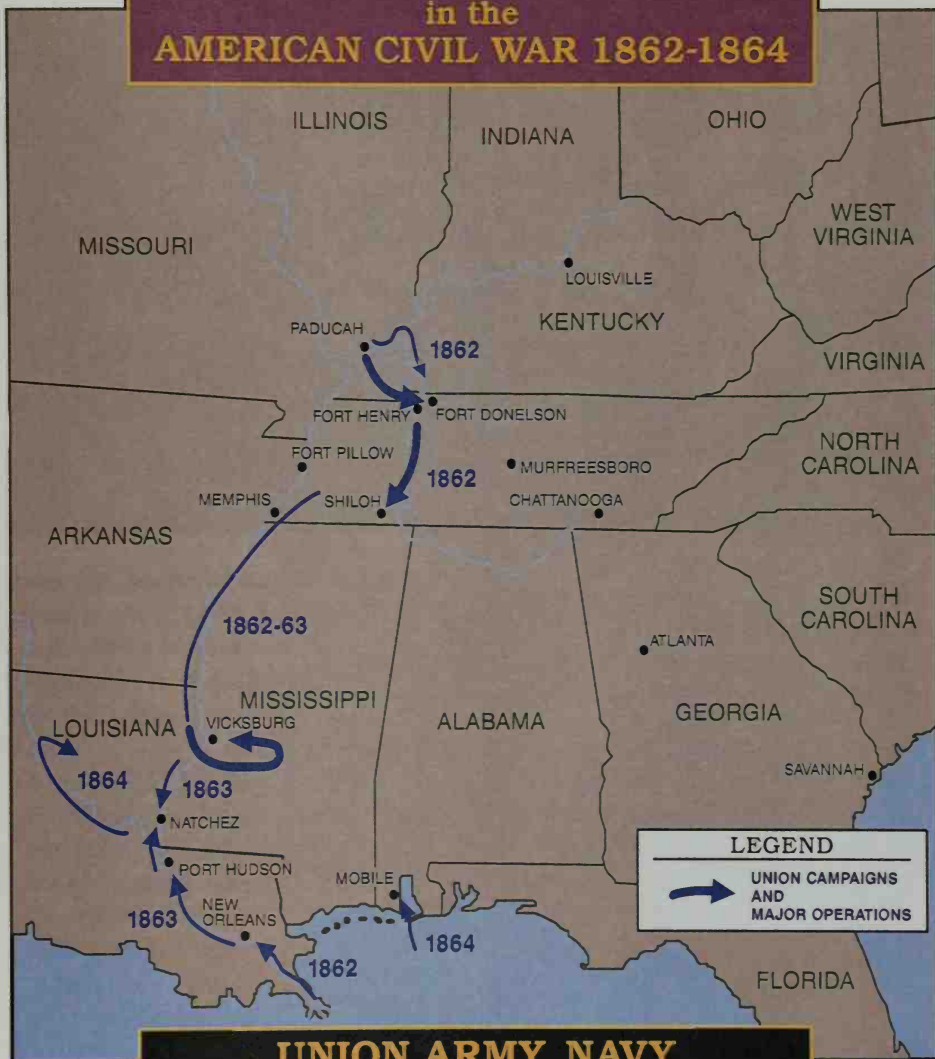 in the
AMERICAN CIVIL WAR 1862-1864
ILLINOIS
INDIANA
OHIO
WEST
VIRGINIA
MISSOURI
LOUISVILLE
KENTUCKY
PADUCAH
1862
VIRGINIA
FORT HENRY
FORT DONELSON
NORTH
CAROLINA
FORT PILLOW
1862
MURFREESBORO
MEMPHIS
SHILOH
CHATTANOOGA
ARKANSAS
SOUTH
CAROLINA
1862-63
ATLANTA
MISSISSIPPI
VICKSBURG
LOUISIANA
ALABAMA
GEORGIA
1864
1863
SAVANNAH
NATCHEZ
LEGEND
UNION CAMPAIGNS
AND
MAJOR OPERATIONS
PORT HUDSON
MOBILE
NEW
ORLEANS
1863
1864
1862
FLORIDA
UNION ARMY, NAVY